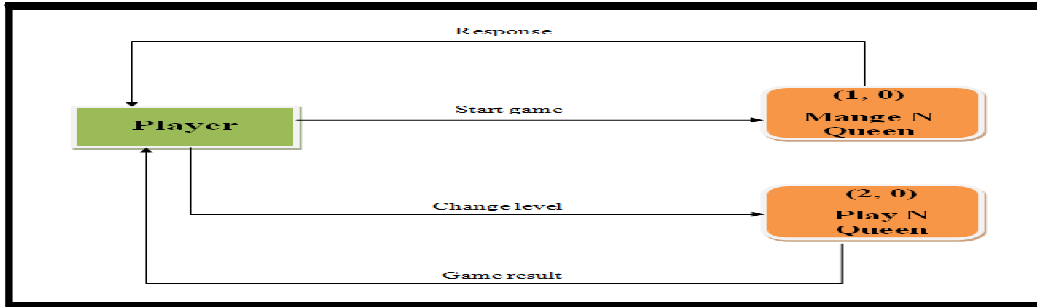 Response
Start game
(1, 0)
Mange N
Queen
Player
(2, 0)
Change level
Play N
Queen
Game result